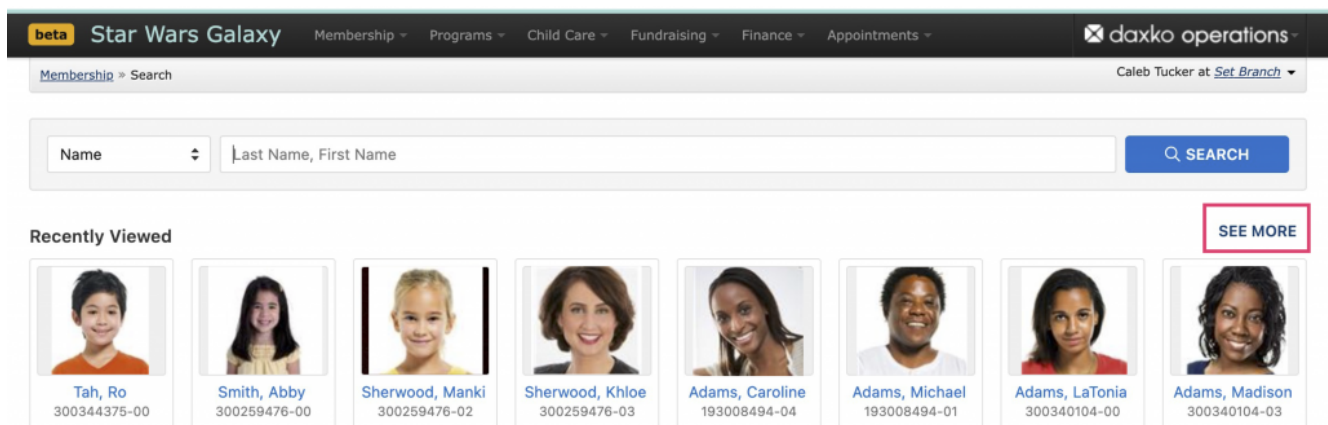 beta Star Wars Galaxy Membership Programs Child Care Fundraising Finance Appointments daxko operations
Membership » Search Caleb Tucker at Set Branch
Name Last Name, First Name SEARCH
SEE MORE
Recently Viewed
Tah, Ro Smith, Abby Sherwood, Manki Sherwood, Khloe Adams, Caroline Adams, Michael Adams, LaTonia Adams, Madison
300344375-00 300259476-00 300259476-02 300259476-03 193008494-04 193008494-01 300340104-00 300340104-03